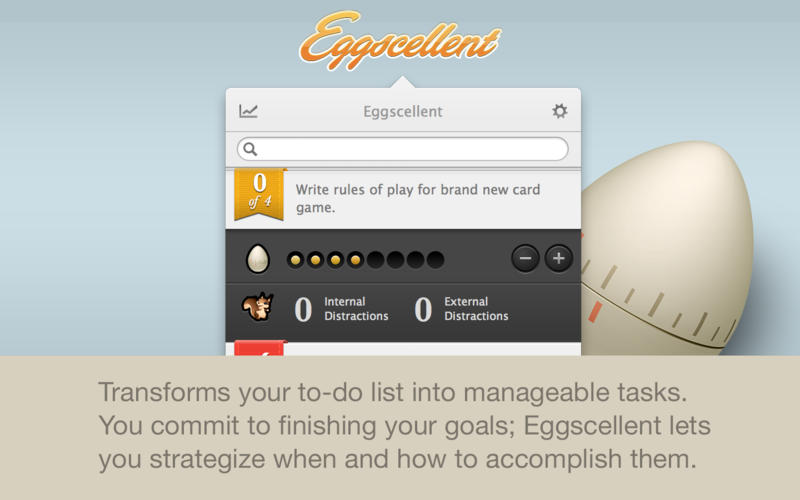 Eggscellent
Eggscellent
0
of 4
Write rules of play for brand new card
game.
0
Internal
Distractions
0
External
Distractions
Transforms your to-do list into manageable tasks.
You commit to finishing your goals; Eggscellent lets
you strategize when and how to accomplish them.